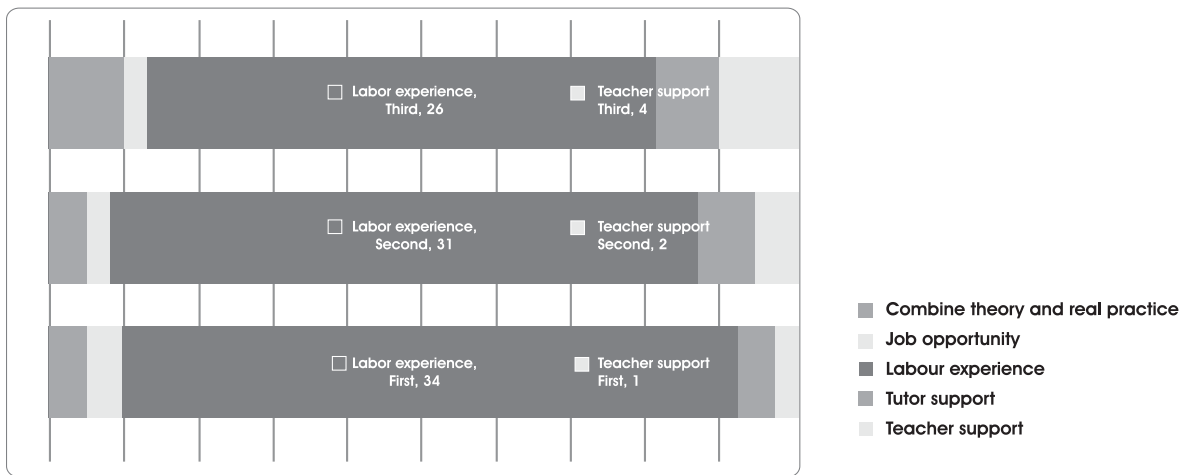 Labor experience,
Third, 26
Teacher support
Third, 4
Labor experience,
Second, 31
Teacher support
Second, 2
Labor experience,
First, 34
Teacher support
First, 1
Combine theory and real practice
Job opportunity
Labour experience
Tutor support
Teacher support